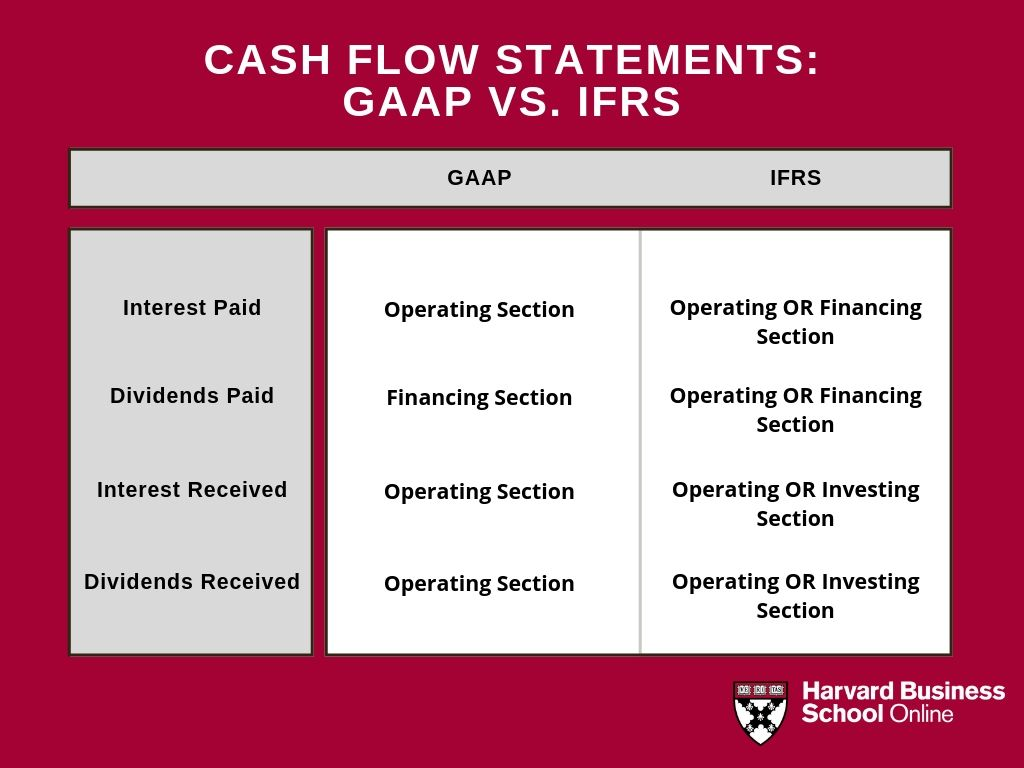 CASH FLOW STATEMENTS:
GAAP VS. IFRS
GAAP IFRS
Interest Paid Operating Section Operating OR Financing
Section
Dividends Paid Financing Section Operating OR Financing
Section
Interest Received Operating Section Operating OR Investing
Section
Dividends Received Operating Section Operating OR Investing
Section
Harvard Business
School Online